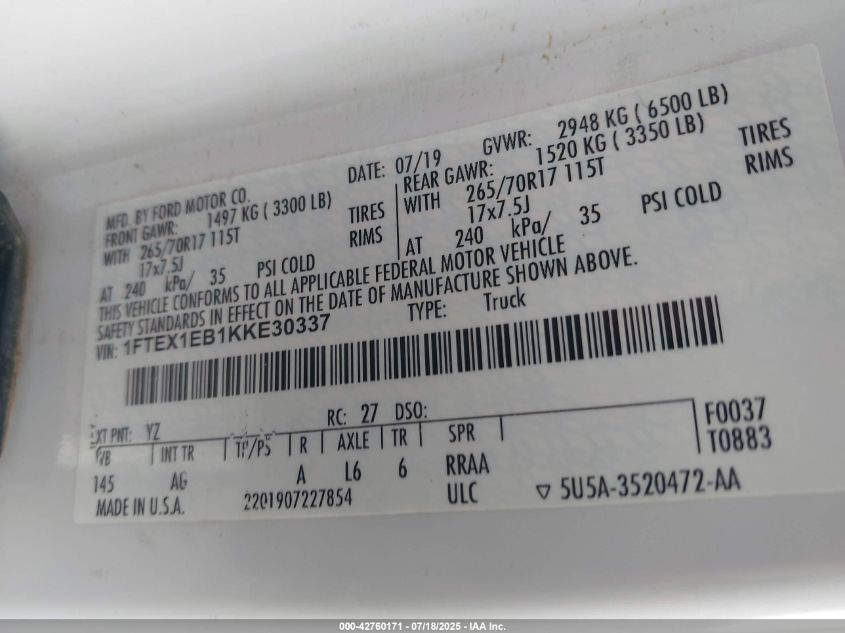 MFD. BY FORD MOTOR CO. DATE: 07/19 GVWR: 2948 KG ( 6500 LB)
FRONT GAWR: 1497 KG ( 3300 LB) REAR GAWR: 1520 KG ( 3350 LB)
WITH 265/70R17 115T TIRES WITH 265/70R17 115T TIRES
17x7.5J RIMS 17x7.5J RIMS
AT 240 kPa/ 35 PSI COLD AT 240 kPa/ 35 PSI COLD
THIS VEHICLE CONFORMS TO ALL APPLICABLE FEDERAL MOTOR VEHICLE
SAFETY STANDARDS IN EFFECT ON THE DATE OF MANUFACTURE SHOWN ABOVE.
VIN: 1FTEX1EB1KKE30337 TYPE: Truck
EXT PNT: YZ RC: 27 DSO: F0037
WB INT TR TP/PS R AXLE TR SPR T0883
145 AG A L6 6 RRAA
MADE IN U.S.A. 2201907227854 ULC ▽ 5U5A-3520472-AA
000-42760171 - 07/18/2025 - IAA Inc.